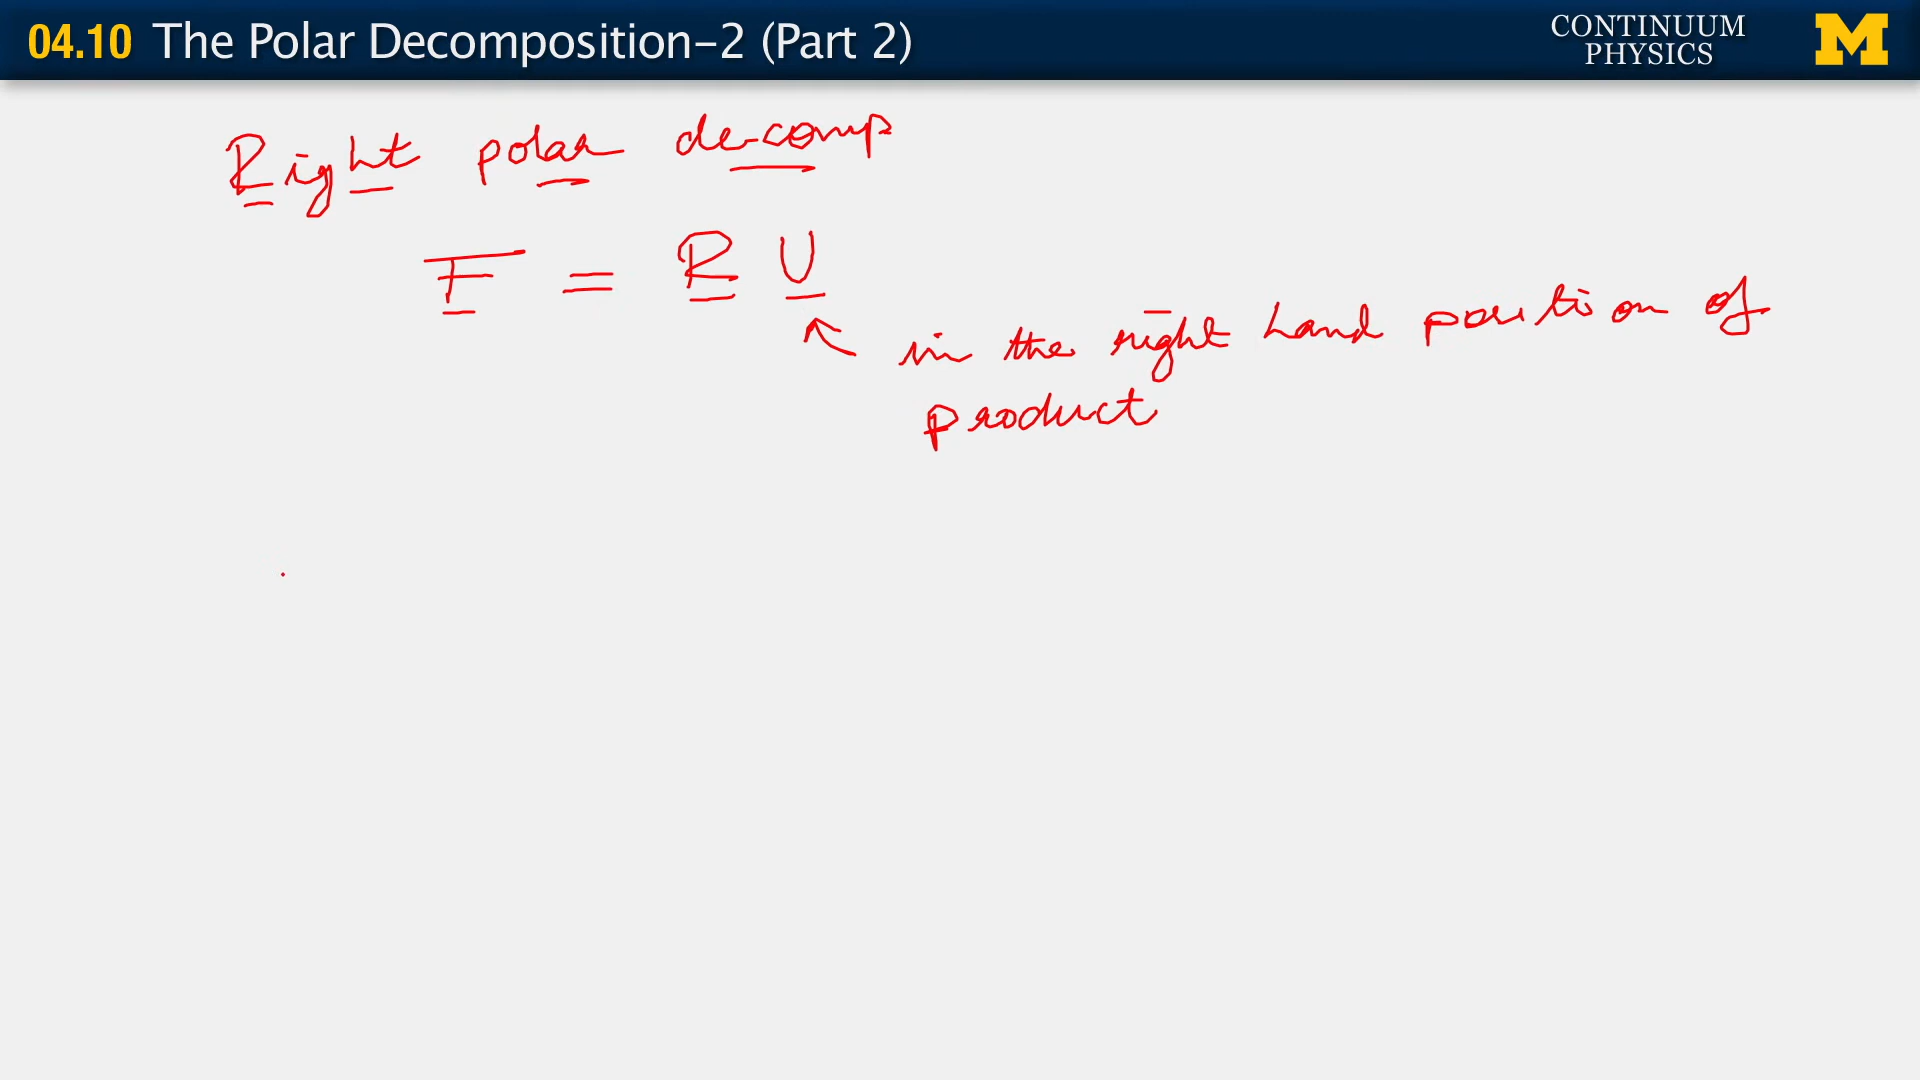 04.10 The Polar Decomposition-2 (Part 2)
CONTINUUM
PHYSICS
M
Right polar decomp
F = R U
in the right hand position of
product